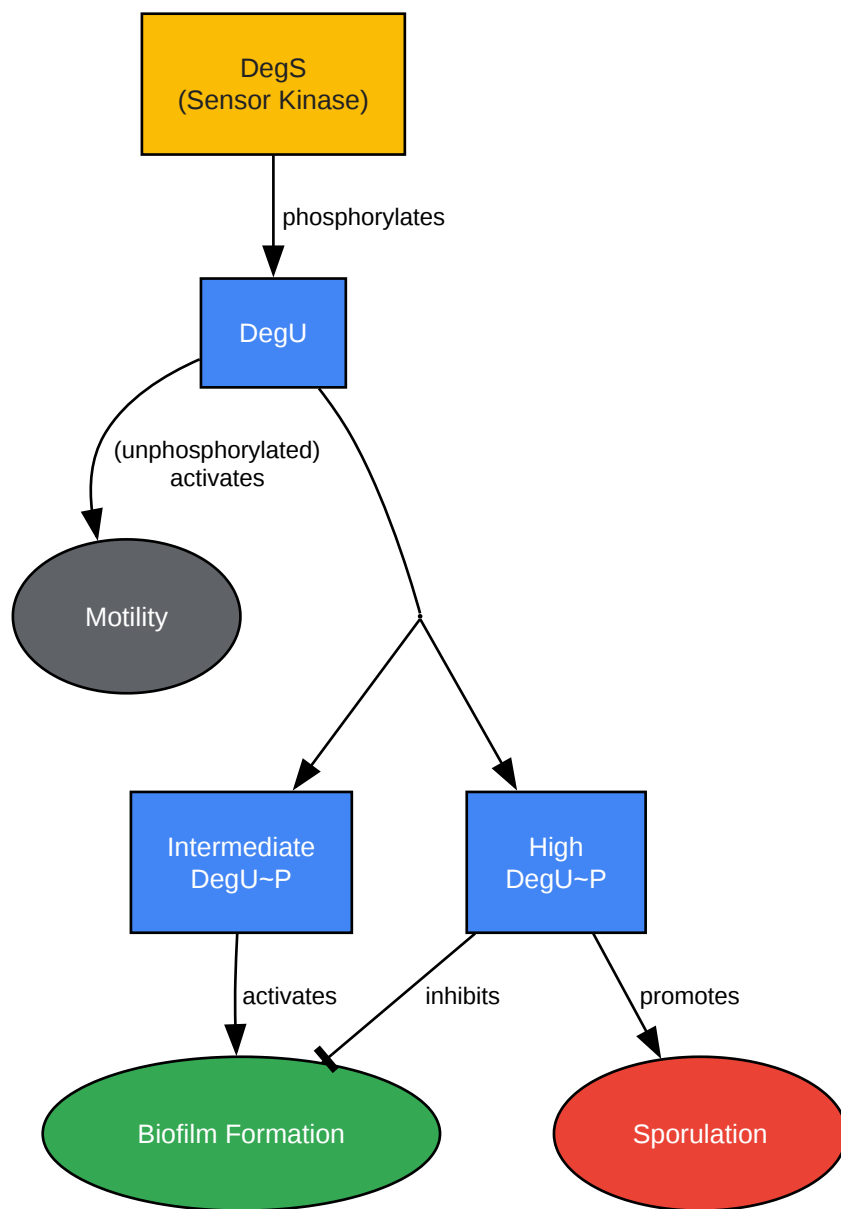 DegS
(Sensor Kinase)
phosphorylates
DegU
(unphosphorylated)
activates
Motility
Intermediate
DegU~P
High
DegU~P
activates
inhibits
promotes
Biofilm Formation
Sporulation